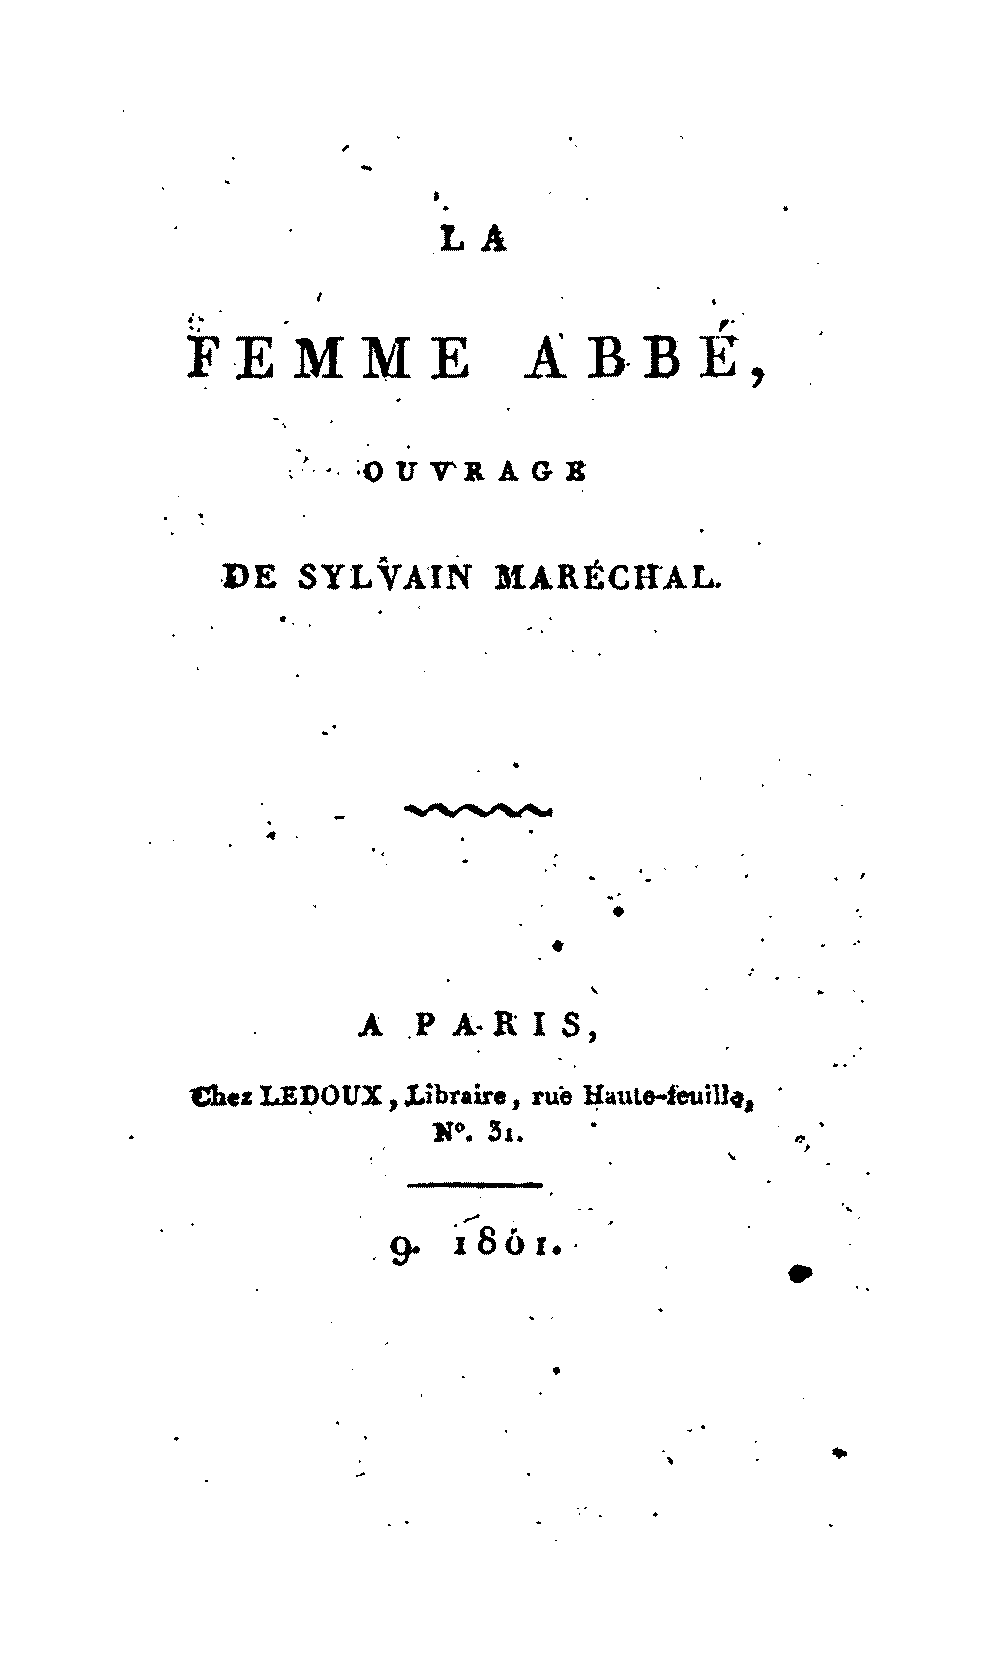 LA
FEMME ABBÉ,
OUVRAGE
DE SYLVAIN MARÉCHAL.
A PARIS,
Chez LEDOUX, Libraire, rue Haute-feuille,
N°. 31.
9. 1801.